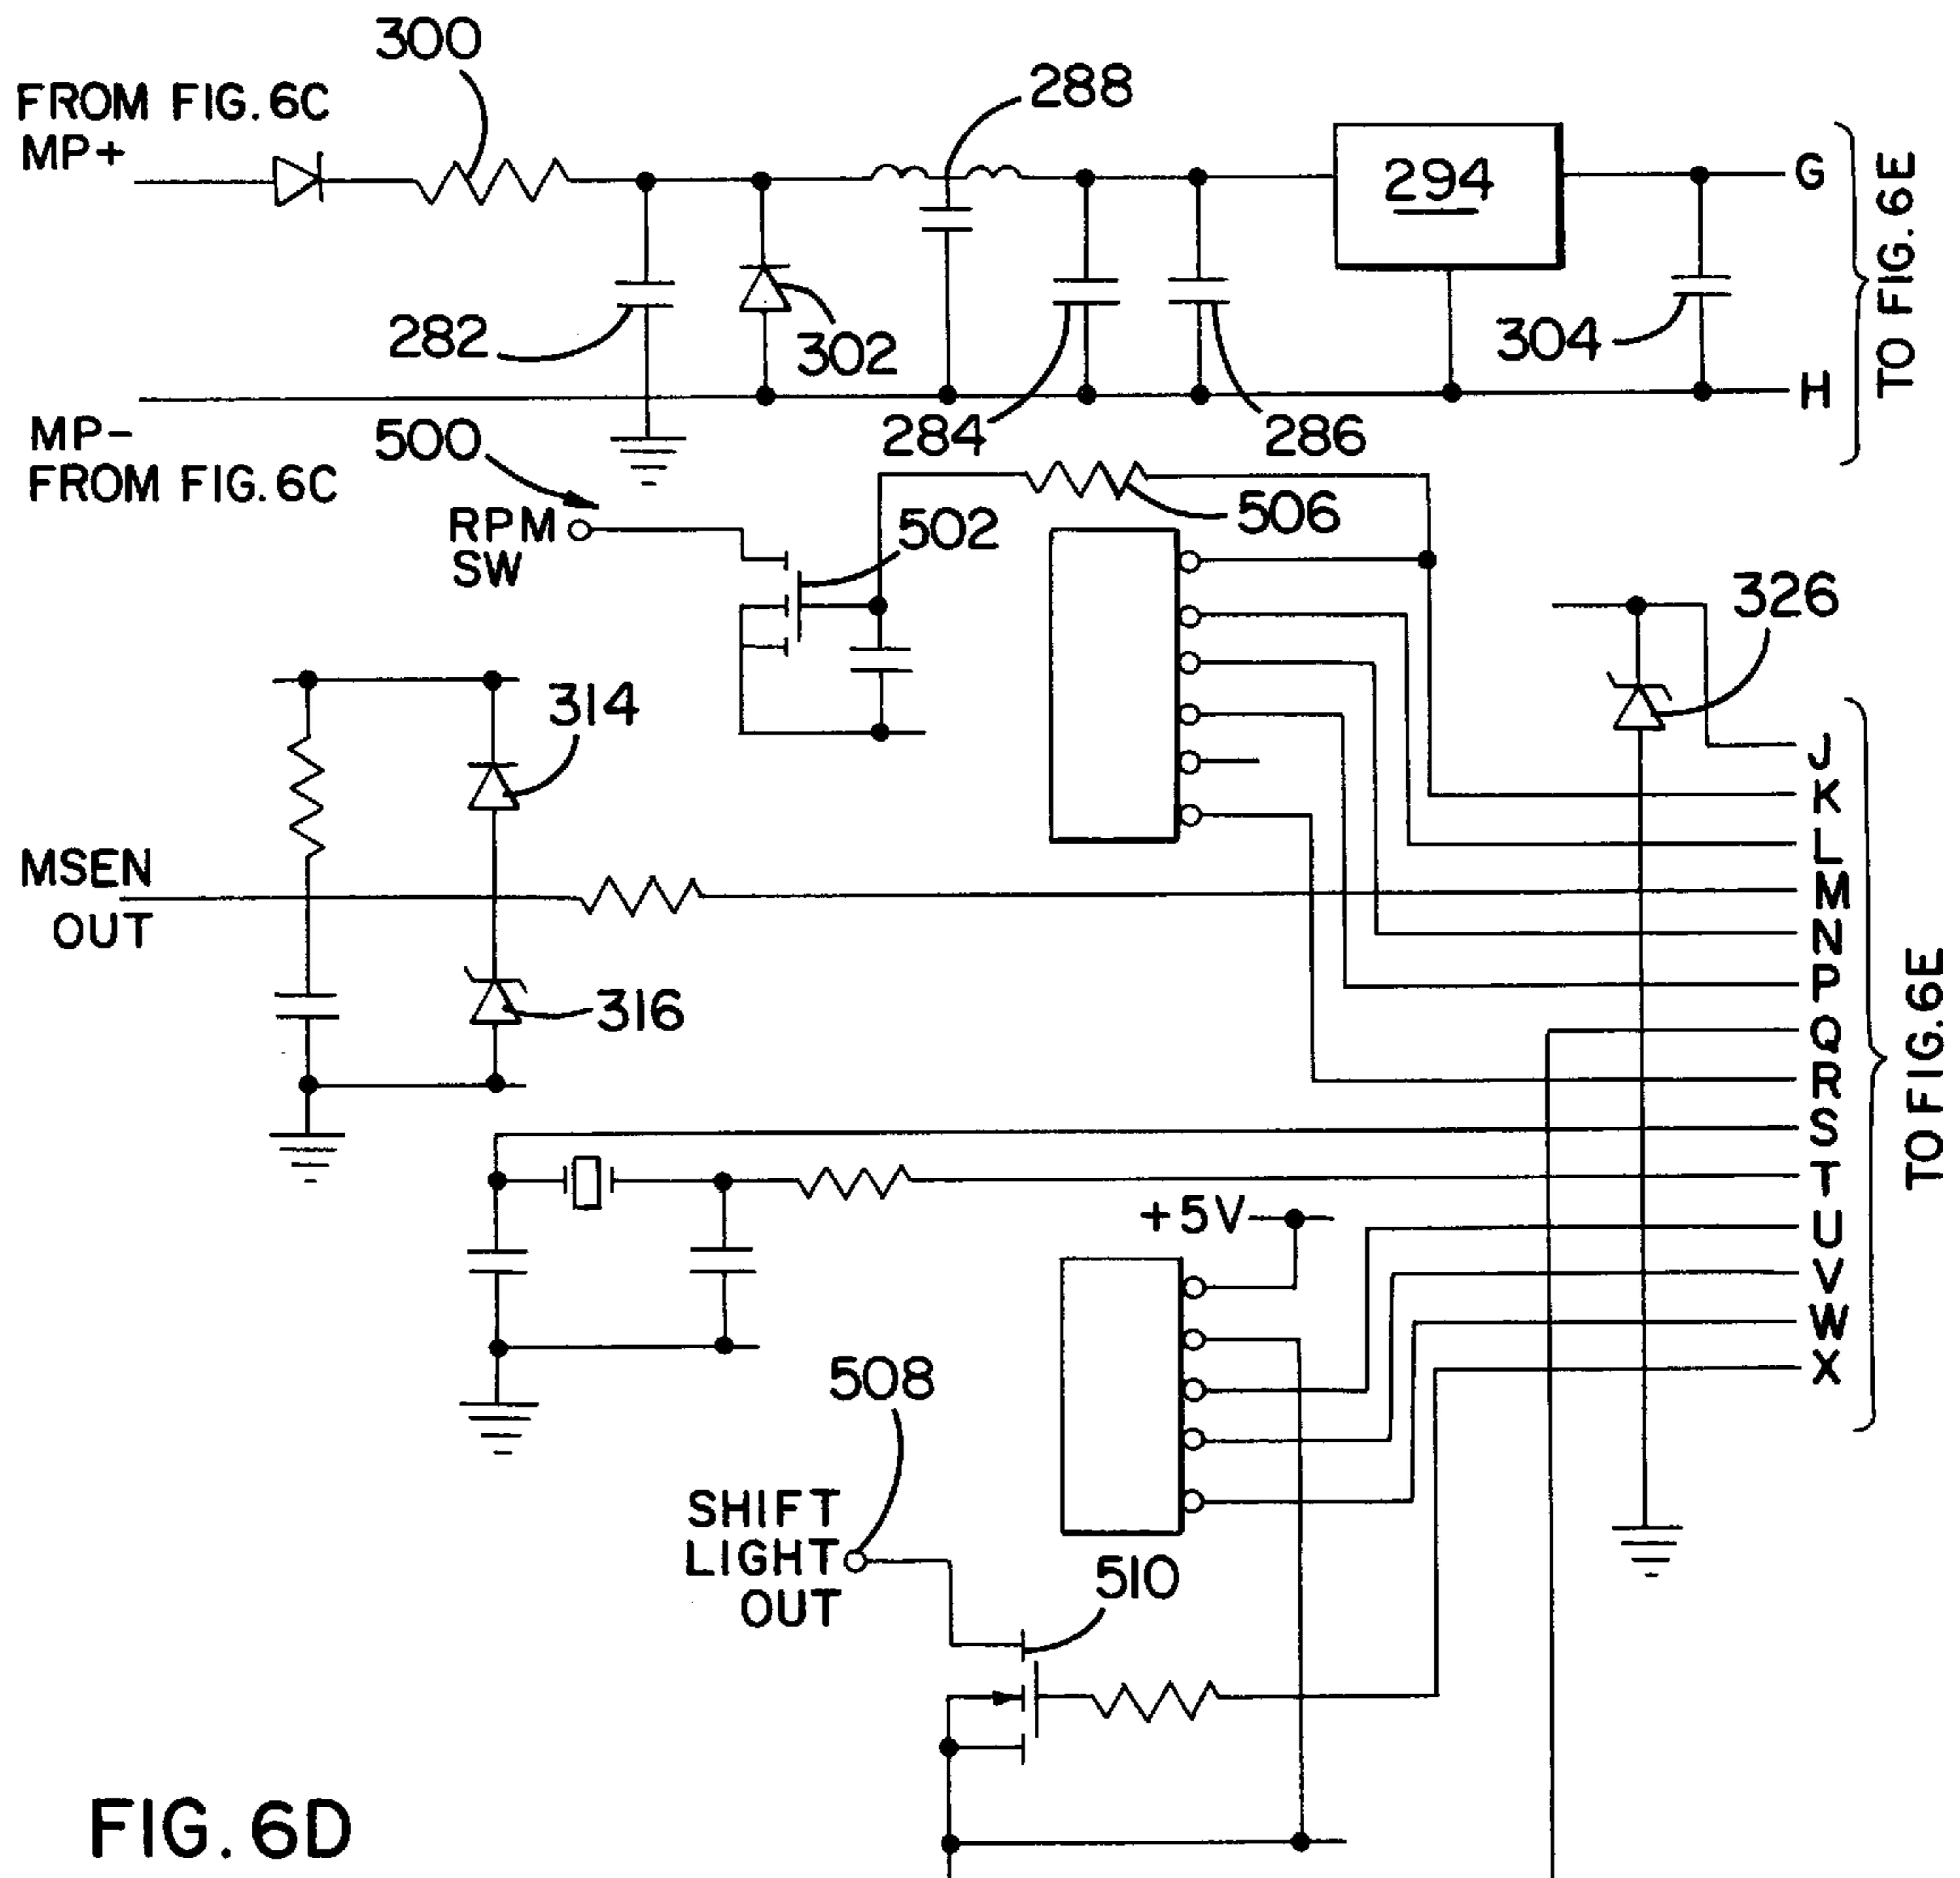 300
FROM FIG. 6C
MP+
288
294
G
282
302
304
H
TO FIG. 6E
MP-
FROM FIG. 6C
500
284
286
RPM
SW
502
506
326
314
J
K
L
MSEN
OUT
M
N
P
316
Q
R
S
T
+5V
U
V
W
X
TO FIG. 6E
508
SHIFT
LIGHT
OUT
510
FIG. 6D